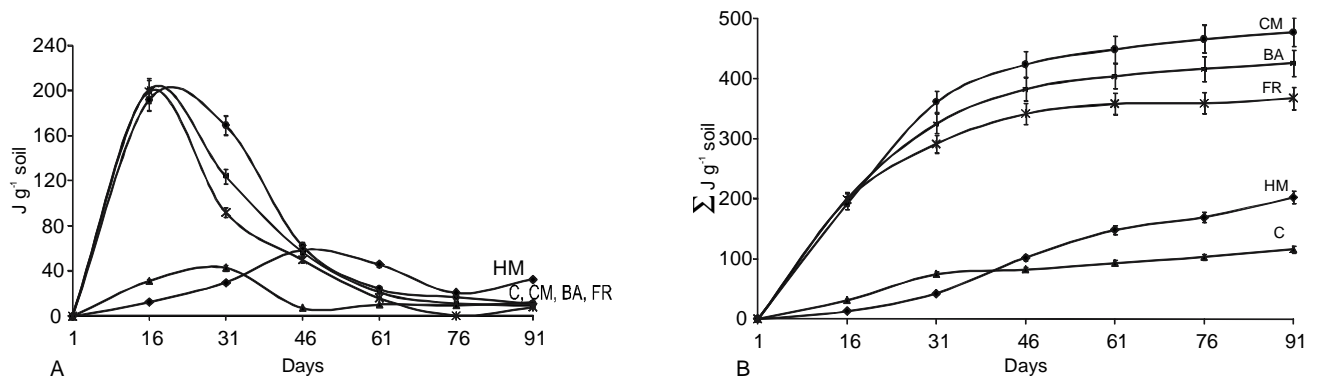 240
200
160
120
80
40
0
J g⁻¹ soil
HM
C, CM, BA, FR
1 16 31 46 61 76 91
Days
A
500
400
300
200
100
0
Σ J g⁻¹ soil
CM
BA
FR
HM
C
1 16 31 46 61 76 91
Days
B